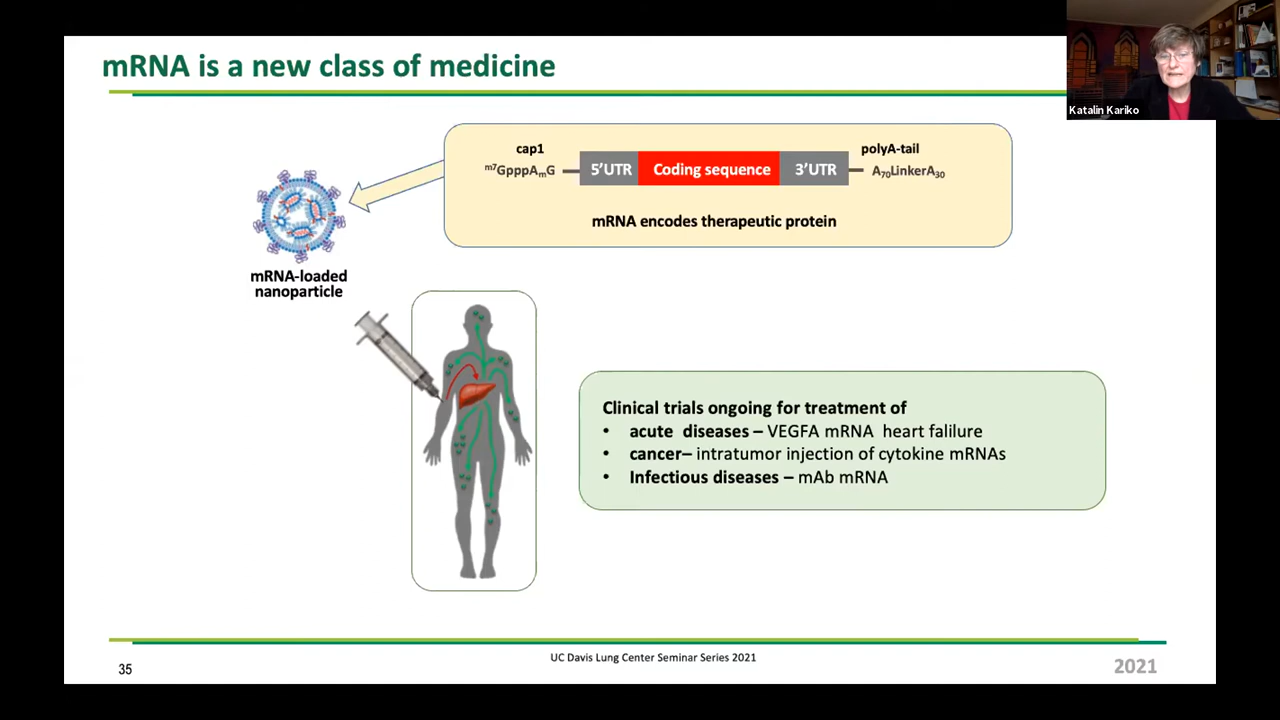 mRNA is a new class of medicine
Katalin Kariko
cap1
polyA-tail
m7GpppAmG
5’UTR
Coding sequence
3’UTR
A70LinkerA30
mRNA encodes therapeutic protein
mRNA-loaded
nanoparticle
Clinical trials ongoing for treatment of
• acute diseases – VEGFA mRNA heart falilure
• cancer– intratumor injection of cytokine mRNAs
• Infectious diseases – mAb mRNA
UC Davis Lung Center Seminar Series 2021
35
2021